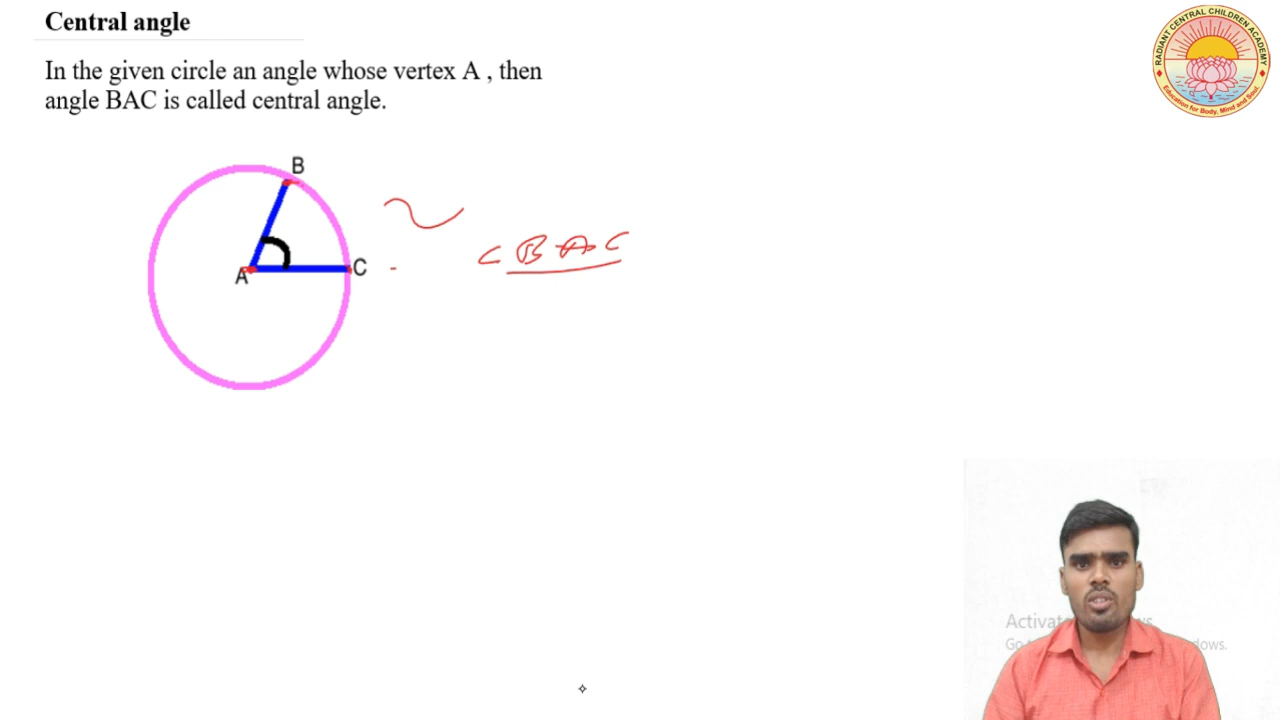 Central angle
In the given circle an angle whose vertex A , then
angle BAC is called central angle.
B
A
C
< BAC
RADIANT CENTRAL CHILDREN ACADEMY
Education for Body, Mind and Soul.